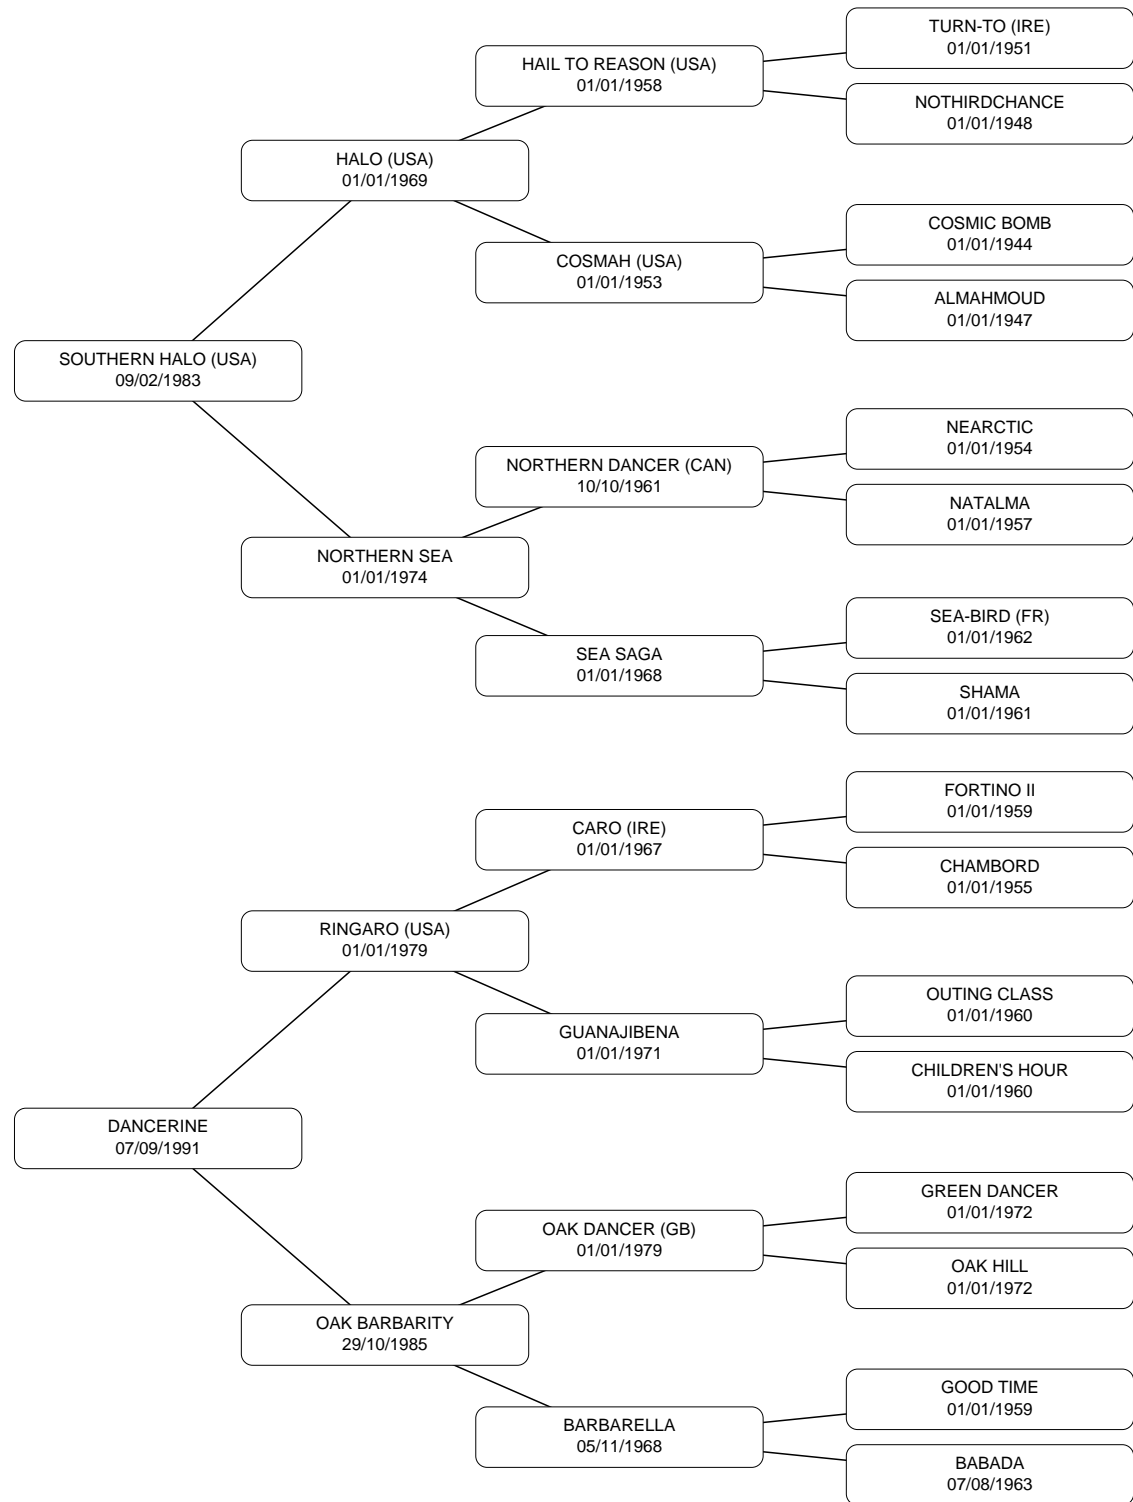 TURN-TO (IRE)
01/01/1951
HAIL TO REASON (USA)
01/01/1958
NOTHIRDCHANCE
01/01/1948
HALO (USA)
01/01/1969
COSMIC BOMB
01/01/1944
COSMAH (USA)
01/01/1953
ALMAHMOUD
01/01/1947
SOUTHERN HALO (USA)
09/02/1983
NEARCTIC
01/01/1954
NORTHERN DANCER (CAN)
10/10/1961
NATALMA
01/01/1957
NORTHERN SEA
01/01/1974
SEA-BIRD (FR)
01/01/1962
SEA SAGA
01/01/1968
SHAMA
01/01/1961
FORTINO II
01/01/1959
CARO (IRE)
01/01/1967
CHAMBORD
01/01/1955
RINGARO (USA)
01/01/1979
OUTING CLASS
01/01/1960
GUANAJIBENA
01/01/1971
CHILDREN'S HOUR
01/01/1960
DANCERINE
07/09/1991
GREEN DANCER
01/01/1972
OAK DANCER (GB)
01/01/1979
OAK HILL
01/01/1972
OAK BARBARITY
29/10/1985
GOOD TIME
01/01/1959
BARBARELLA
05/11/1968
BABADA
07/08/1963